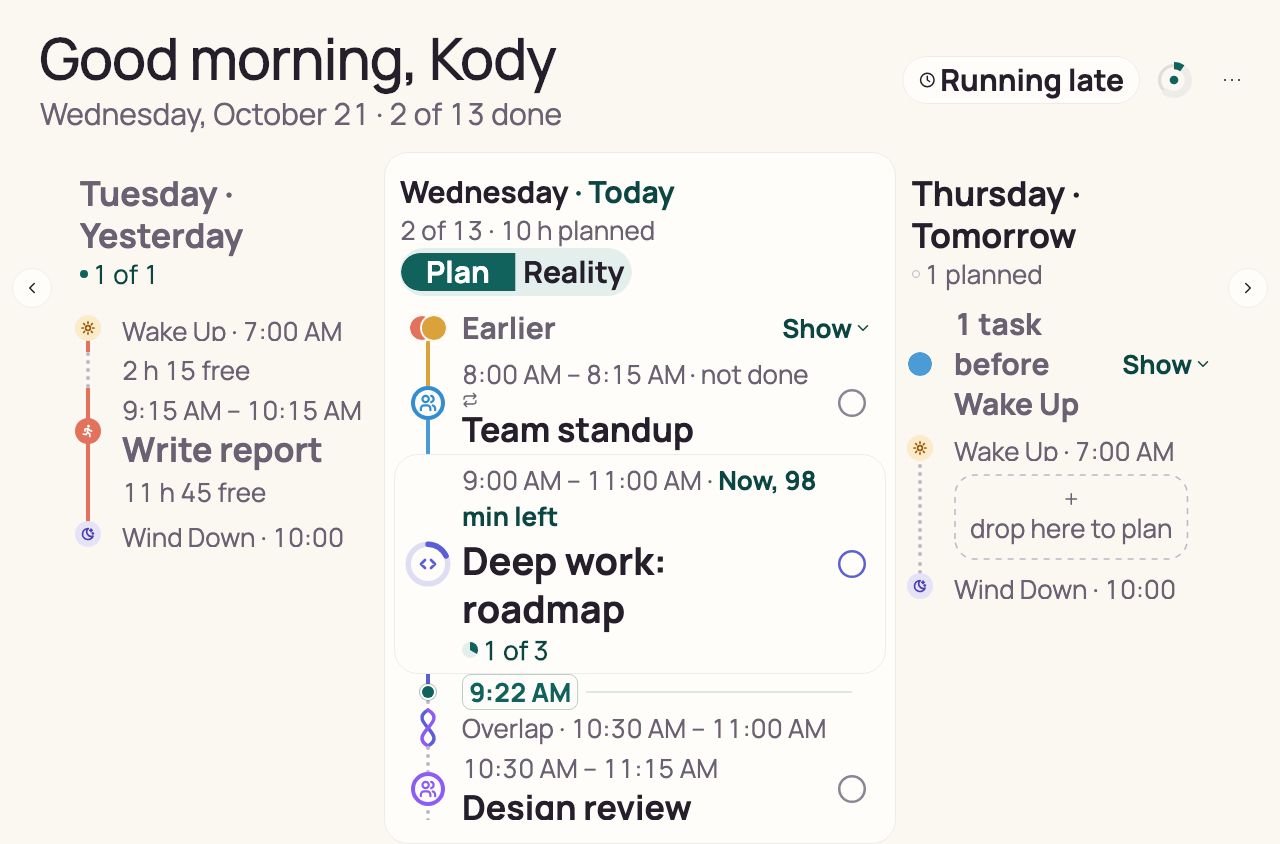 Good morning, Kody
Wednesday, October 21 · 2 of 13 done
Running late
Tuesday ·
Yesterday
1 of 1
Wake Up · 7:00 AM
2 h 15 free
9:15 AM – 10:15 AM
Write report
11 h 45 free
Wind Down · 10:00
Wednesday · Today
2 of 13 · 10 h planned
Plan Reality
Earlier Show
8:00 AM – 8:15 AM · not done
Team standup
9:00 AM – 11:00 AM · Now, 98
min left
Deep work:
roadmap
1 of 3
9:22 AM
Overlap · 10:30 AM – 11:00 AM
10:30 AM – 11:15 AM
Design review
Thursday ·
Tomorrow
1 planned
1 task
before
Wake Up
Show
Wake Up · 7:00 AM
+
drop here to plan
Wind Down · 10:00